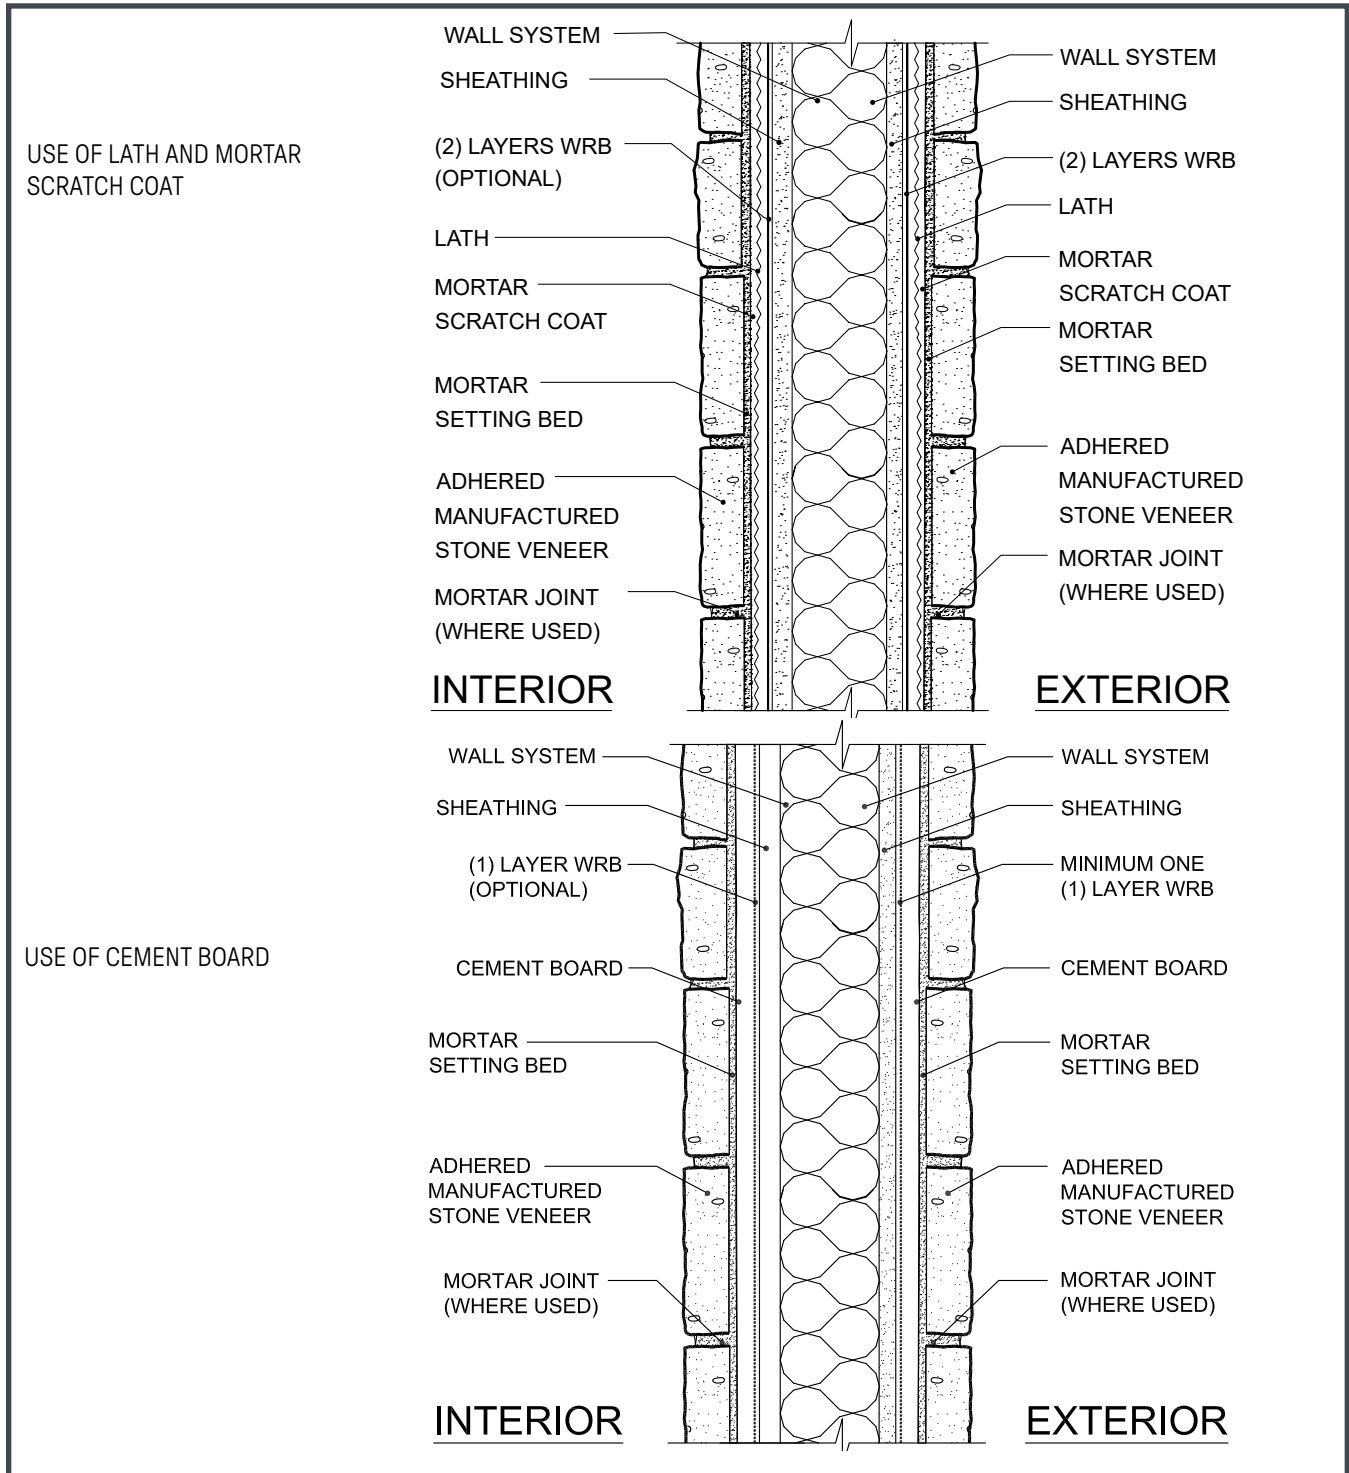 USE OF LATH AND MORTAR
SCRATCH COAT
WALL SYSTEM
SHEATHING
(2) LAYERS WRB
(OPTIONAL)
LATH
MORTAR
SCRATCH COAT
MORTAR
SETTING BED
ADHERED
MANUFACTURED
STONE VENEER
MORTAR JOINT
(WHERE USED)
INTERIOR
WALL SYSTEM
SHEATHING
(2) LAYERS WRB
LATH
MORTAR
SCRATCH COAT
MORTAR
SETTING BED
ADHERED
MANUFACTURED
STONE VENEER
MORTAR JOINT
(WHERE USED)
EXTERIOR
USE OF CEMENT BOARD
WALL SYSTEM
SHEATHING
(1) LAYER WRB
(OPTIONAL)
CEMENT BOARD
MORTAR
SETTING BED
ADHERED
MANUFACTURED
STONE VENEER
MORTAR JOINT
(WHERE USED)
INTERIOR
WALL SYSTEM
SHEATHING
MINIMUM ONE
(1) LAYER WRB
CEMENT BOARD
MORTAR
SETTING BED
ADHERED
MANUFACTURED
STONE VENEER
MORTAR JOINT
(WHERE USED)
EXTERIOR